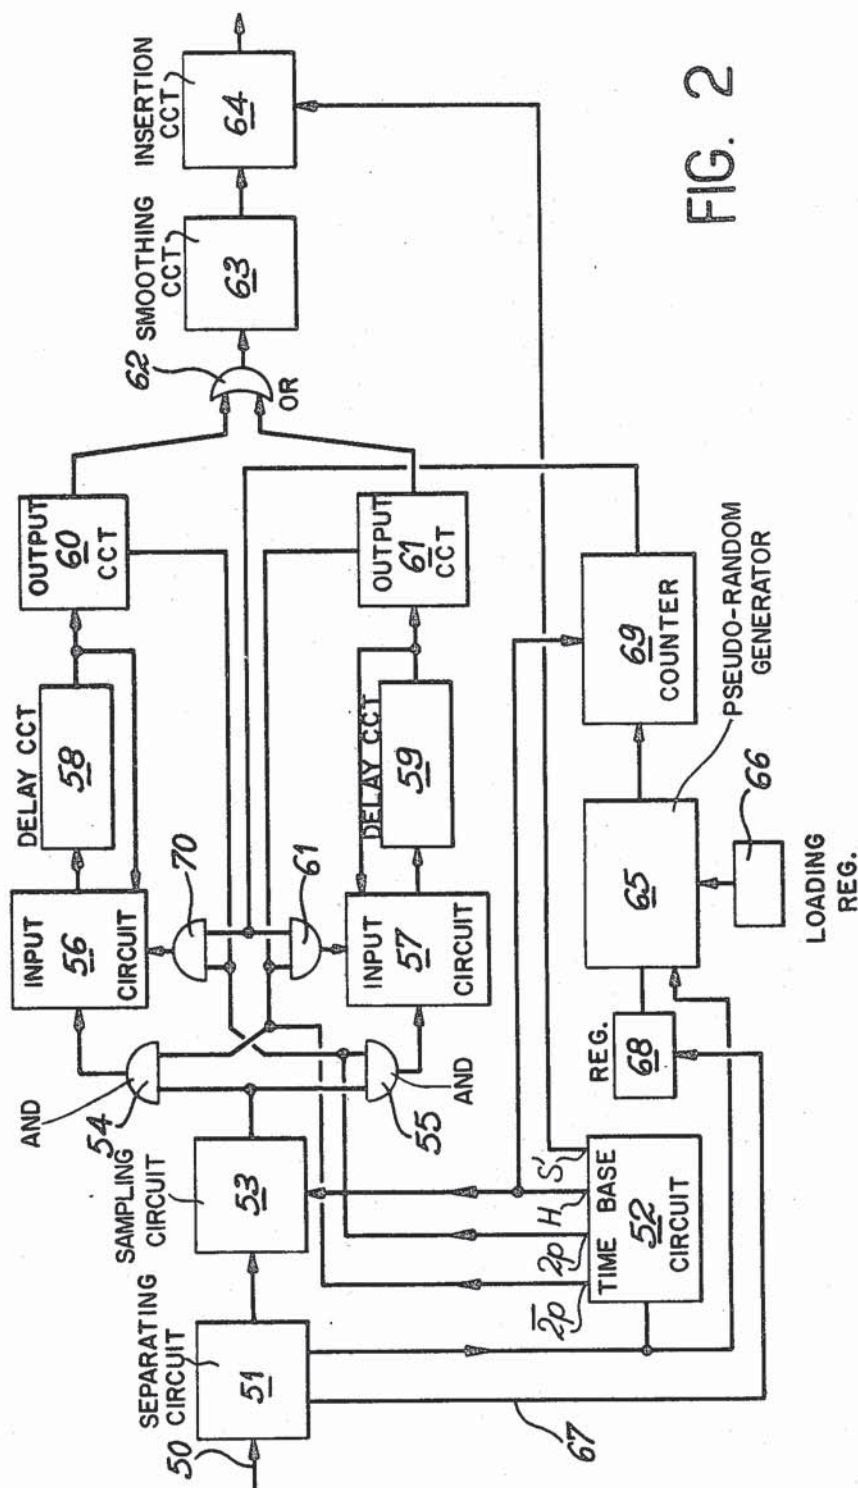 50
SEPARATING
CIRCUIT
51
SAMPLING
CIRCUIT
53
AND
54
55
AND
INPUT
56
CIRCUIT
INPUT
57
CIRCUIT
70
61
DELAY CCT
58
DELAY CCT
59
OUTPUT
60
CCT
OUTPUT
61
CCT
62
OR
SMOOTHING
CCT
63
INSERTION
CCT
64
2p̅
2p
H
S'
TIME BASE
52
CIRCUIT
67
REG.
68
65
66
LOADING
REG.
69
COUNTER
PSEUDO-RANDOM
GENERATOR
FIG. 2